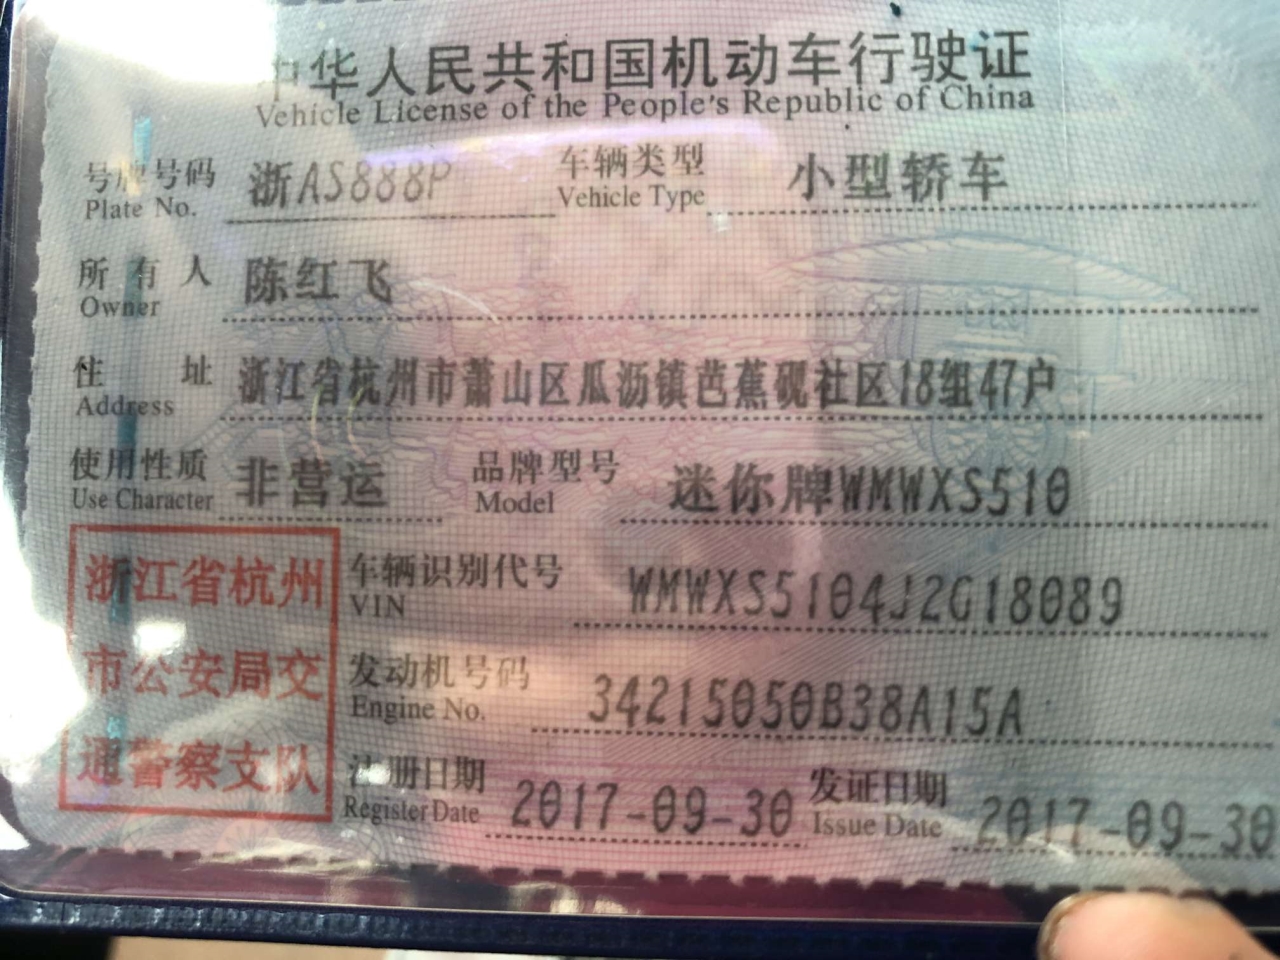 中华人民共和国机动车行驶证
Vehicle License of the People's Republic of China
号牌号码 浙AS888P 车辆类型 小型轿车
Plate No. Vehicle Type
所有人 陈红飞
Owner
住址 浙江省杭州市萧山区瓜沥镇芭蕉砚社区18组47户
Address
使用性质 非营运 品牌型号 迷你牌WMWXS510
Use Character Model
浙江省杭州市公安局交通警察支队
车辆识别代号 WMWXS5104J2G18089
VIN
发动机号码 34215050B38A15A
Engine No.
注册日期 2017-09-30 发证日期 2017-09-30
Register Date Issue Date